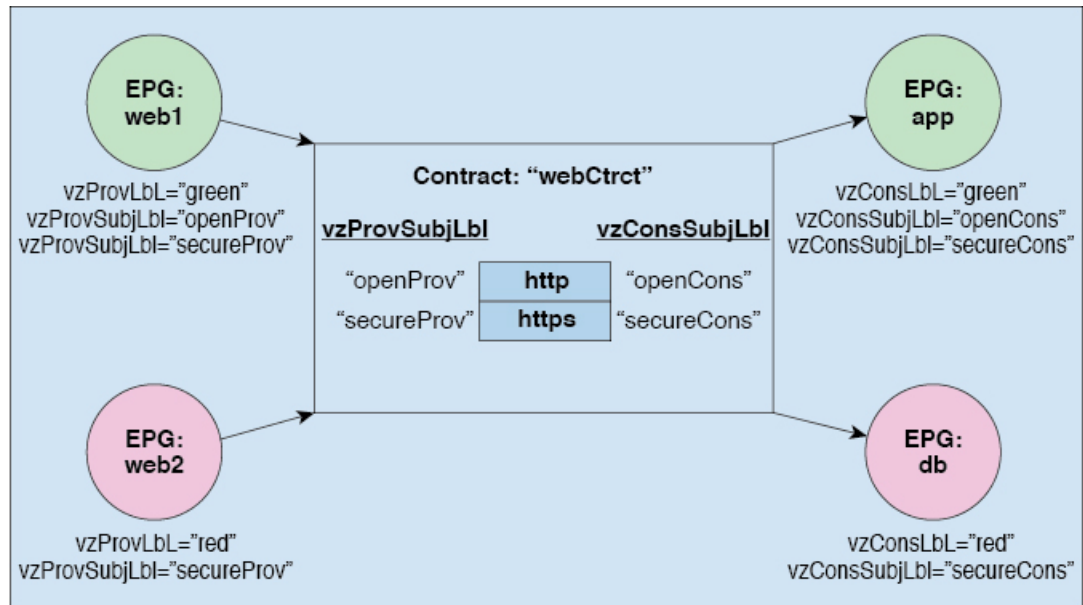 EPG:
web1
vzProvLbL=”green”
vzProvSubjLbl=”openProv”
vzProvSubjLbl=”secureProv”
EPG:
app
vzConsLbL=”green”
vzConsSubjLbl=”openCons”
vzConsSubjLbl=”secureCons”
Contract: “webCtrct”
vzProvSubjLbl vzConsSubjLbl
“openProv” http “openCons”
“secureProv” https “secureCons”
EPG:
web2
vzProvLbL=”red”
vzProvSubjLbl=”secureProv”
EPG:
db
vzConsLbL=”red”
vzConsSubjLbl=”secureCons”